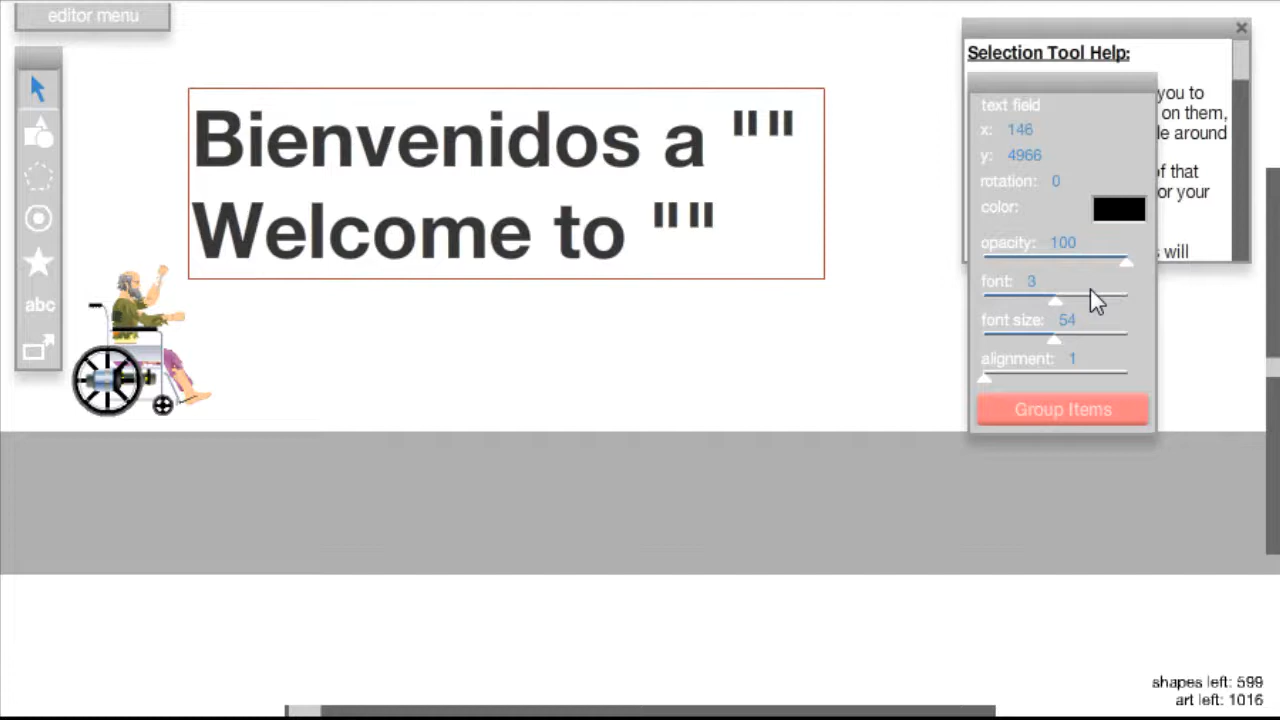 editor menu
Bienvenidos a ""
Welcome to ""
abc
Selection Tool Help:
you to
on them,
le around
of that
or your
s will
text field
x: 146
y: 4966
rotation: 0
color:
opacity: 100
font: 3
font size: 54
alignment: 1
Group Items
shapes left: 599
art left: 1016